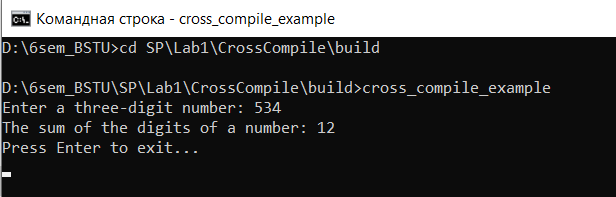 Командная строка - cross_compile_example
D:\6sem_BSTU>cd SP\Lab1\CrossCompile\build
D:\6sem_BSTU\SP\Lab1\CrossCompile\build>cross_compile_example
Enter a three-digit number: 534
The sum of the digits of a number: 12
Press Enter to exit...